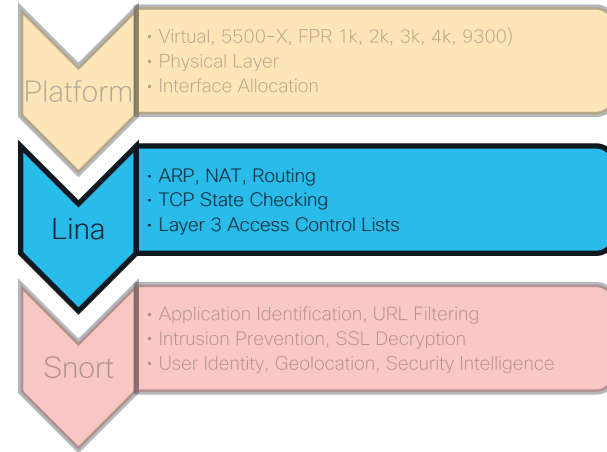 Platform
· Virtual, 5500-X, FPR 1k, 2k, 3k, 4k, 9300)
· Physical Layer
· Interface Allocation
Lina
· ARP, NAT, Routing
· TCP State Checking
· Layer 3 Access Control Lists
Snort
· Application Identification, URL Filtering
· Intrusion Prevention, SSL Decryption
· User Identity, Geolocation, Security Intelligence